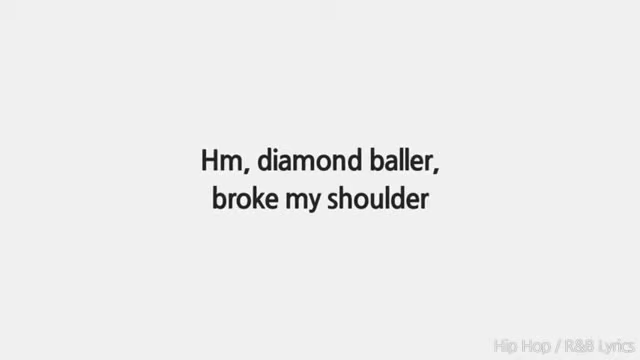 Hm, diamond baller,
broke my shoulder
Hip Hop / R&B Lyrics